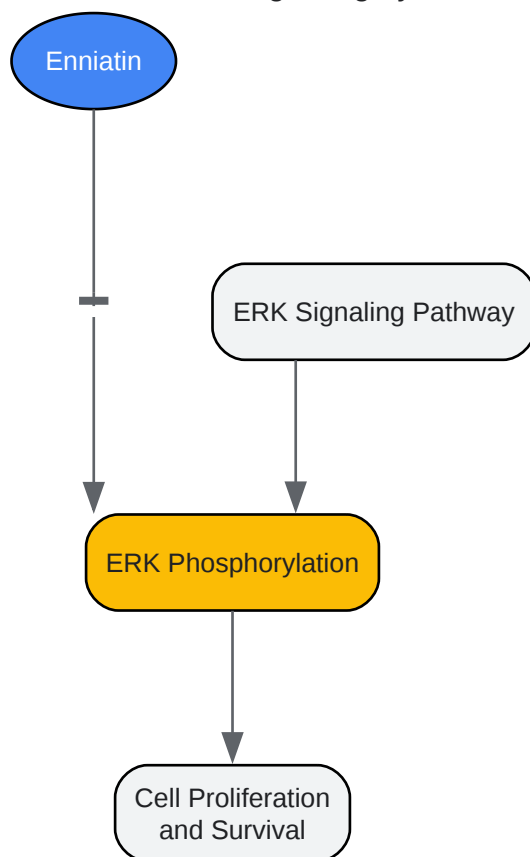 Enniatin
ERK Signaling Pathway
ERK Phosphorylation
Cell Proliferation
and Survival